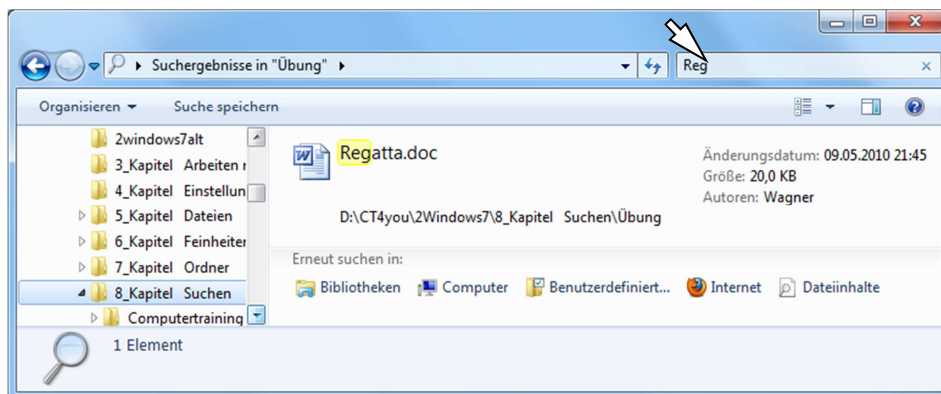 Suchergebnisse in "Übung"
Reg
Organisieren
Suche speichern
2windows7alt
3_Kapitel Arbeiten
4_Kapitel Einstellun
5_Kapitel Dateien
6_Kapitel Feinheiter
7_Kapitel Ordner
8_Kapitel Suchen
Computertraining
Regatta.doc
D:\CT4you\2Windows7\8_Kapitel Suchen\Übung
Änderungsdatum: 09.05.2010 21:45
Größe: 20,0 KB
Autoren: Wagner
Erneut suchen in:
Bibliotheken Computer Benutzerdefiniert... Internet Dateiinhalte
1 Element